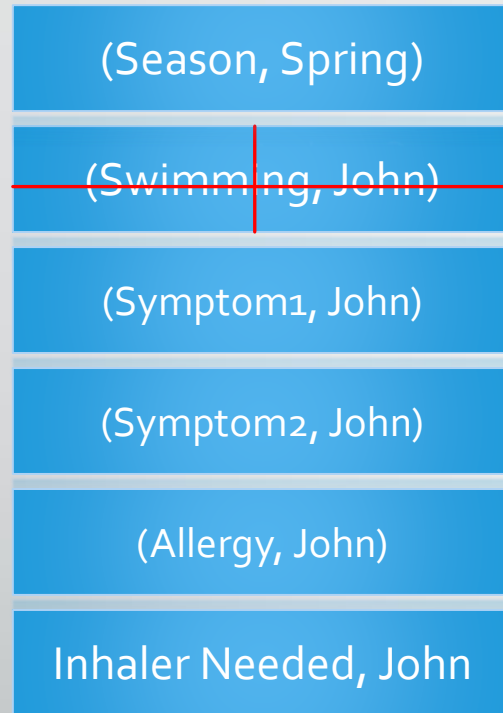 (Season, Spring)
(Swimming, John)
(Symptom1, John)
(Symptom2, John)
(Allergy, John)
Inhaler Needed, John